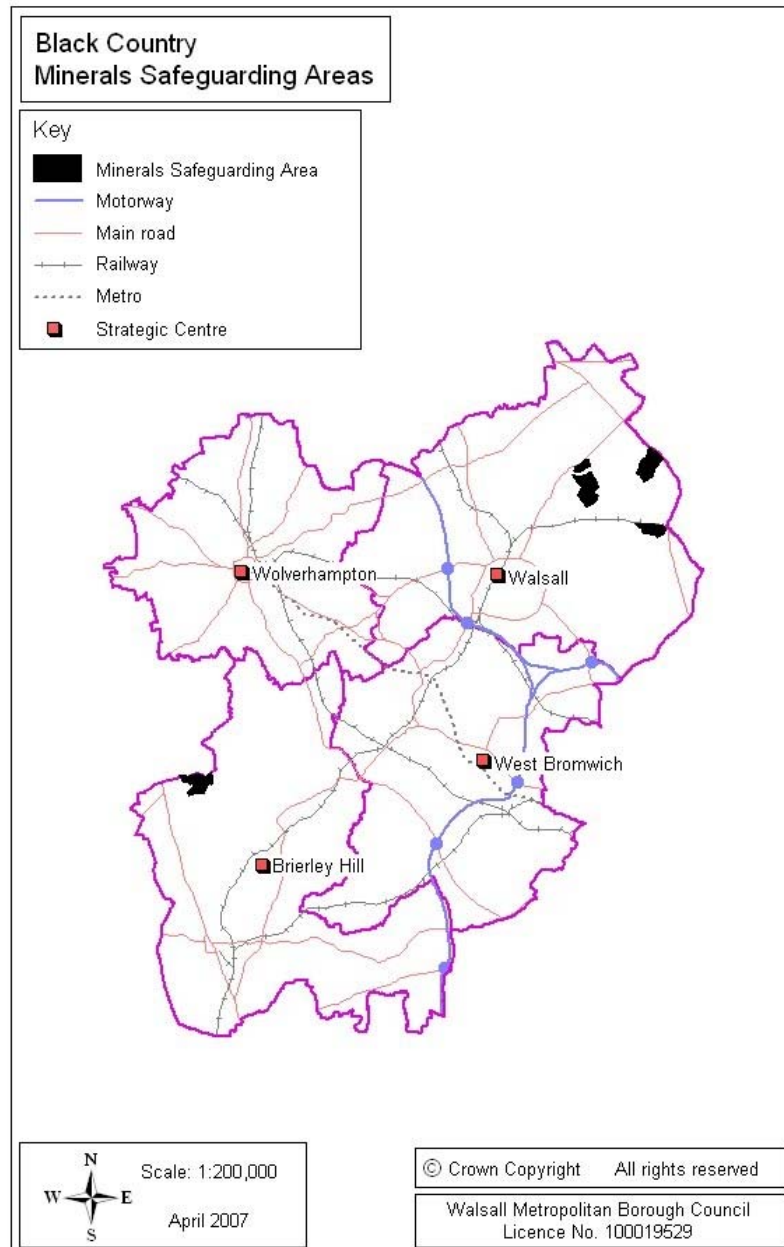 Black Country
Minerals Safeguarding Areas
Key
Minerals Safeguarding Area
Motorway
Main road
Railway
Metro
Strategic Centre
Wolverhampton
Walsall
West Bromwich
Brierley Hill
N
W E
S
Scale: 1:200,000
April 2007
© Crown Copyright All rights reserved
Walsall Metropolitan Borough Council
Licence No. 100019529